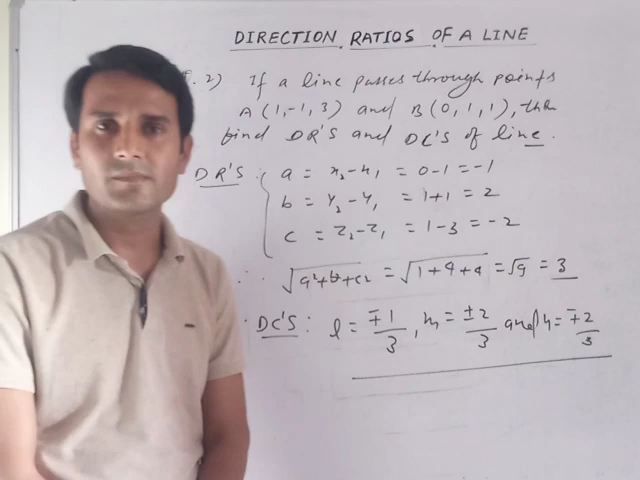 DIRECTION RATIOS OF A LINE
2) If a line passes through points
A (1,-1,3) and B (0,1,1), then
find DR'S and DC'S of line.
DR'S : a = x₂-x₁ = 0-1 = -1
b = y₂-y₁ = 1+1 = 2
c = z₂-z₁ = 1-3 = -2
∴ √a²+b²+c² = √1+4+4 = √9 = 3
DC'S : l = ∓1/3, m = ±2/3 and n = ∓2/3